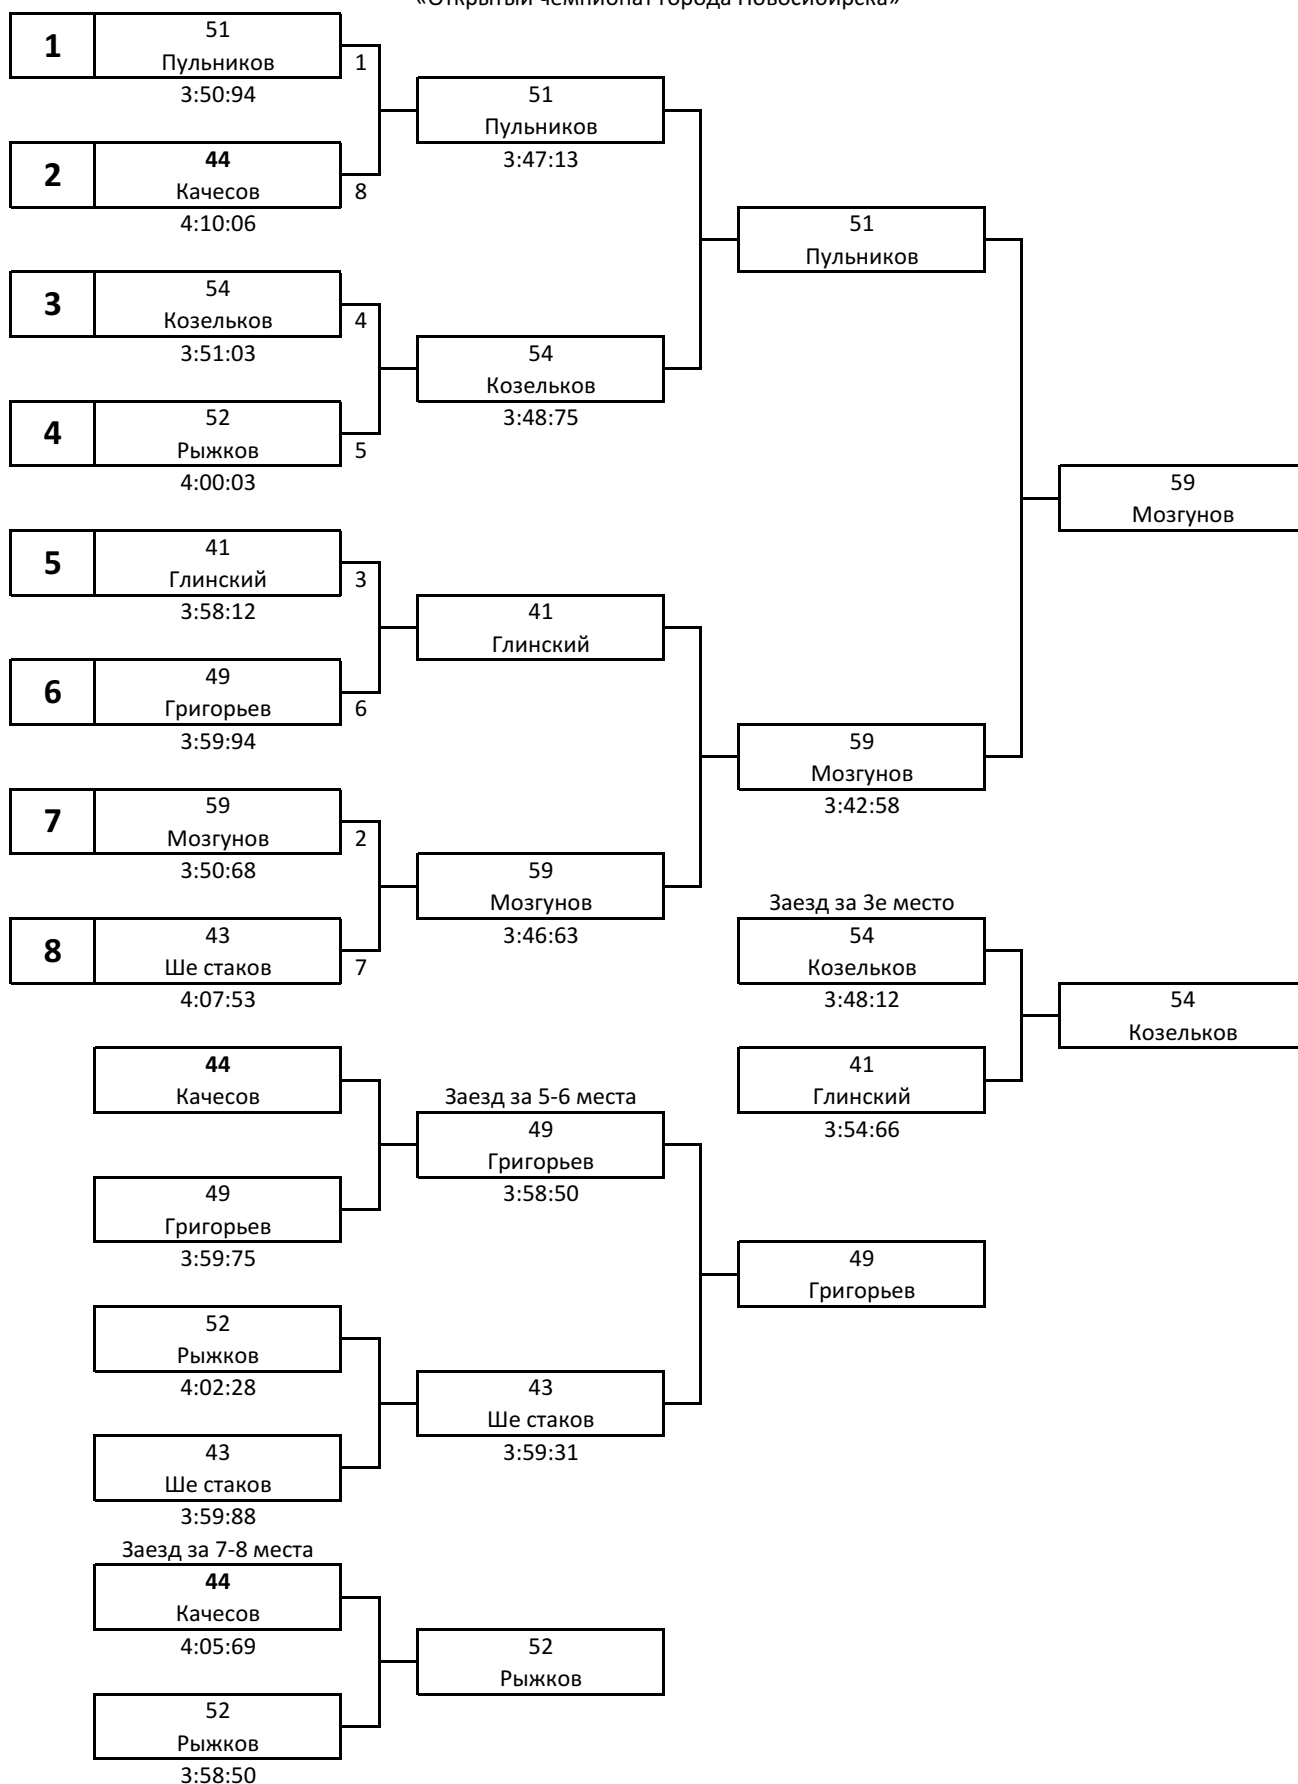 «Открытый чемпионат города Новосибирска»
1
51
Пульников
1
3:50:94
2
44
Качесов
8
4:10:06
3
54
Козельков
4
3:51:03
4
52
Рыжков
5
4:00:03
5
41
Глинский
3
3:58:12
6
49
Григорьев
6
3:59:94
7
59
Мозгунов
2
3:50:68
8
43
Ше стаков
7
4:07:53
51
Пульников
3:47:13
54
Козельков
3:48:75
41
Глинский
59
Мозгунов
3:46:63
51
Пульников
59
Мозгунов
3:42:58
59
Мозгунов
Заезд за 3е место
54
Козельков
3:48:12
41
Глинский
3:54:66
54
Козельков
44
Качесов
49
Григорьев
3:59:75
52
Рыжков
4:02:28
43
Ше стаков
3:59:88
Заезд за 5-6 места
49
Григорьев
3:58:50
43
Ше стаков
3:59:31
49
Григорьев
Заезд за 7-8 места
44
Качесов
4:05:69
52
Рыжков
3:58:50
52
Рыжков